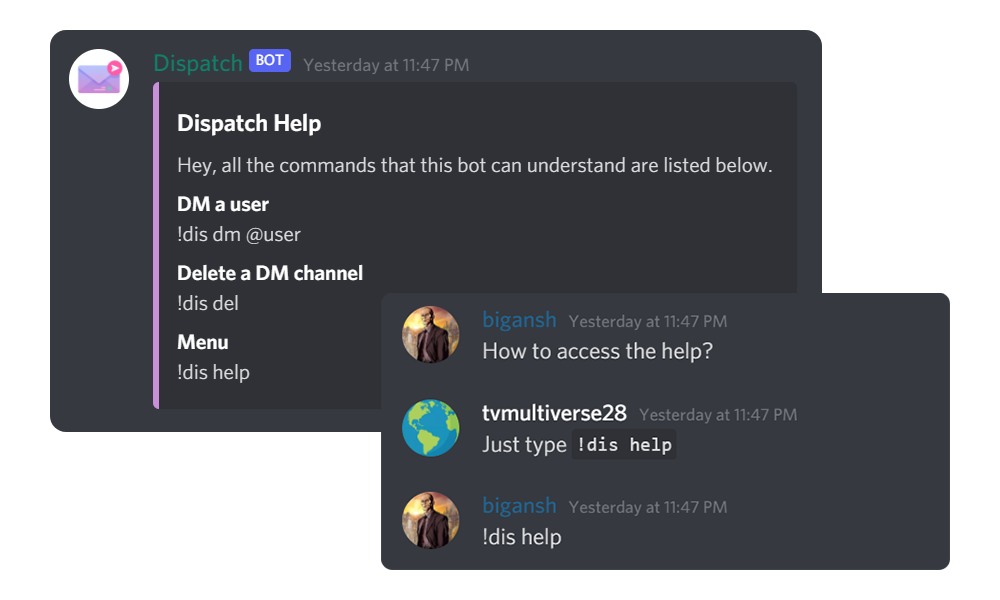 Dispatch BOT Yesterday at 11:47 PM
Dispatch Help
Hey, all the commands that this bot can understand are listed below.
DM a user
!dis dm @user
Delete a DM channel
!dis del
Menu
!dis help
bigansh Yesterday at 11:47 PM
How to access the help?
tvmultiverse28 Yesterday at 11:47 PM
Just type !dis help
bigansh Yesterday at 11:47 PM
!dis help